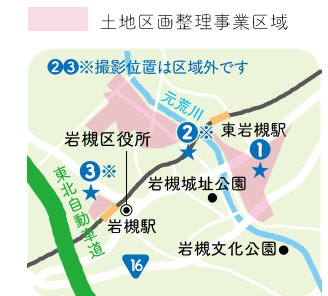 土地区画整理事業区域
❷❸※撮影位置は区域外です
元荒川
❷※
東岩槻駅
岩槻区役所
❶
❸※
岩槻城址公園
東北自動車道
岩槻駅
岩槻文化公園
16